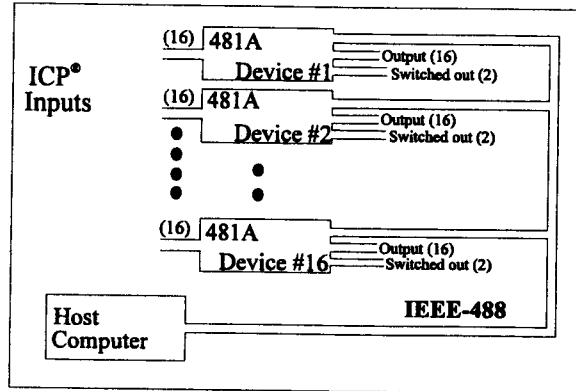 (16) 481A
Output (16)
Device #1 Switched out (2)
ICP®
Inputs
(16) 481A
Output (16)
Device #2 Switched out (2)
(16) 481A
Output (16)
Device #16 Switched out (2)
IEEE-488
Host
Computer